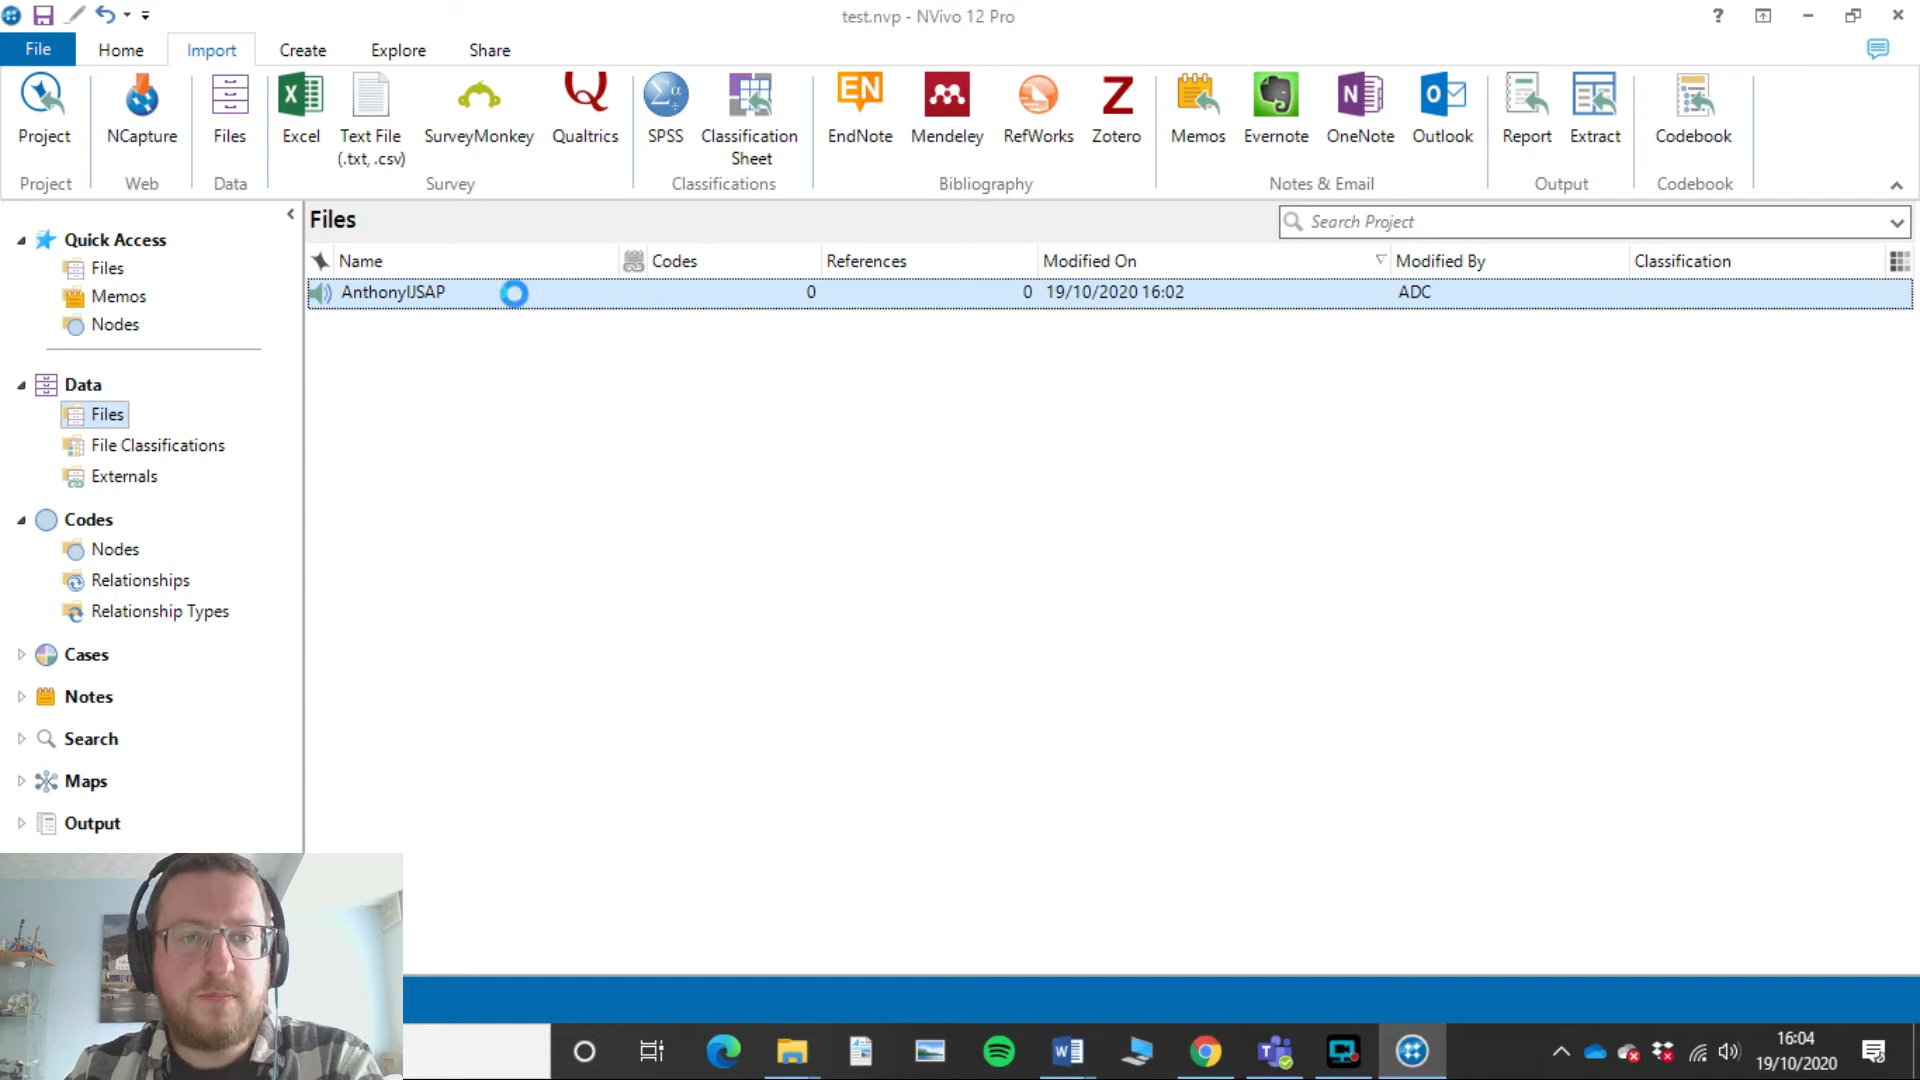 test.nvp - NVivo 12 Pro
?
File
Home
Import
Create
Explore
Share
Project
NCapture
Files
Excel
Text File
(.txt, .csv)
SurveyMonkey
Qualtrics
SPSS
Classification
Sheet
EN
EndNote
Mendeley
RefWorks
Z
Zotero
Memos
Evernote
OneNote
Outlook
Report
Extract
Codebook
Project
Web
Data
Survey
Classifications
Bibliography
Notes & Email
Output
Codebook
Quick Access
Files
Memos
Nodes
Data
Files
File Classifications
Externals
Codes
Nodes
Relationships
Relationship Types
Cases
Notes
Search
Maps
Output
Files
Search Project
Name
Codes
References
Modified On
Modified By
Classification
AnthonyIJSAP
0
0
19/10/2020 16:02
ADC
16:04
19/10/2020